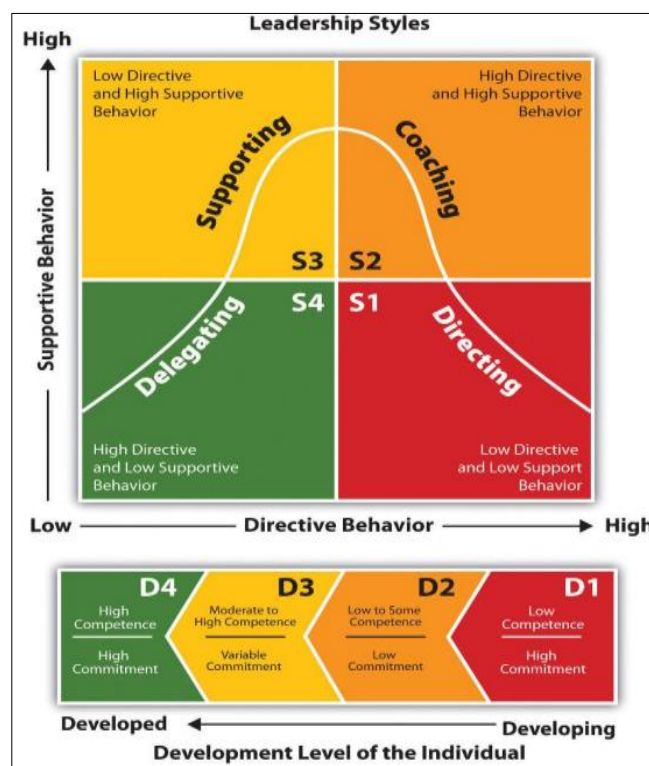 Leadership Styles
High
Supportive Behavior
Low Directive
and High Supportive
Behavior
High Directive
and High Supportive
Behavior
Supporting
Coaching
S3
S2
S4
S1
Delegating
Directing
High Directive
and Low Supportive
Behavior
Low Directive
and Low Support
Behavior
Low
Directive Behavior
High
D4
High
Competence
High
Commitment
D3
Moderate to
High Competence
Variable
Commitment
D2
Low to Some
Competence
Low
Commitment
D1
Low
Competence
High
Commitment
Developed
Developing
Development Level of the Individual